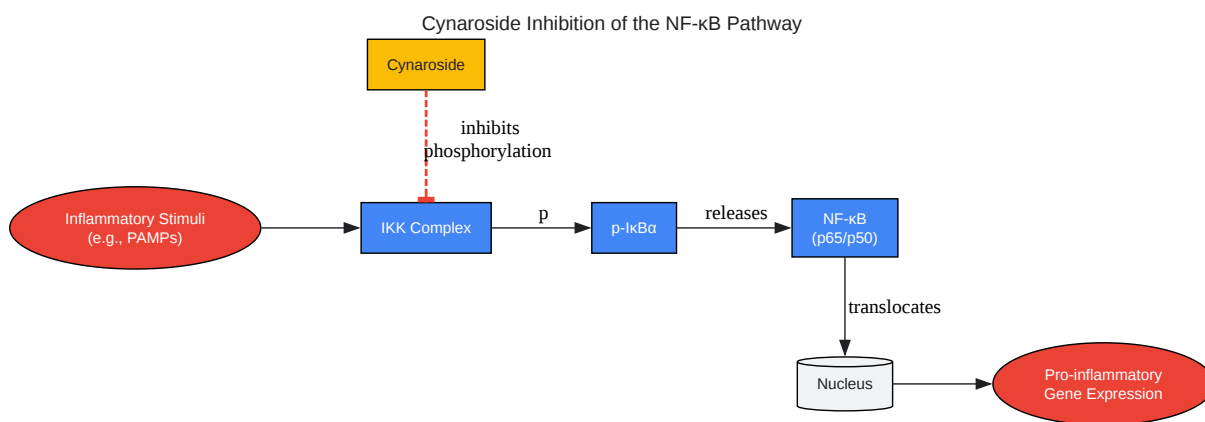 Cynaroside Inhibition of the NF-κB Pathway
Cynaroside
inhibits
phosphorylation
Inflammatory Stimuli
(e.g., PAMPs)
IKK Complex
p
p-IκBα
releases
NF-κB
(p65/p50)
translocates
Nucleus
Pro-inflammatory
Gene Expression